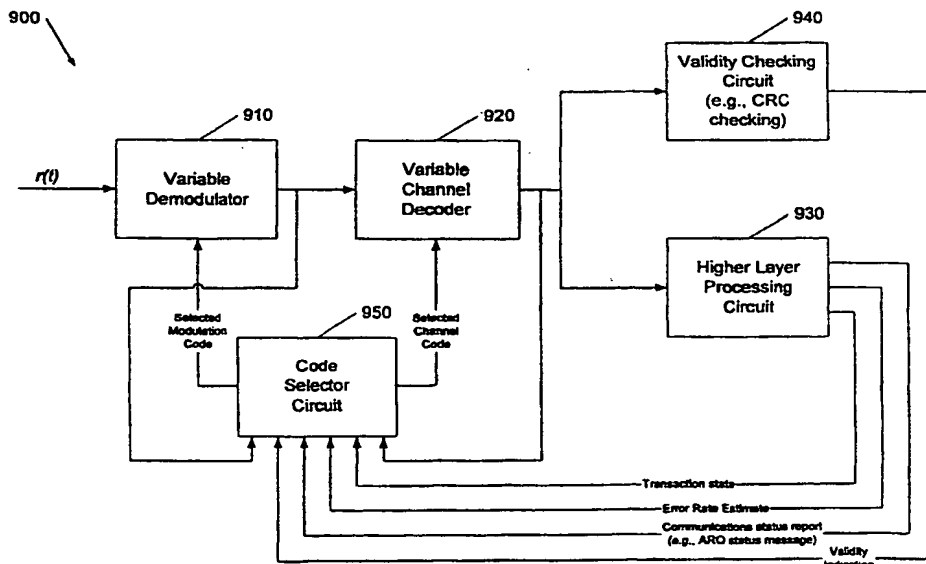 900
940
Validity Checking
Circuit
(e.g., CRC
checking)
910
920
r(t)
Variable
Demodulator
Variable
Channel
Decoder
930
Higher Layer
Processing
Circuit
Selected
Modulation
Code
950
Selected
Channel
Code
Code
Selector
Circuit
Transaction state
Error Rate Estimate
Communications status report
(e.g., ARQ status message)
Validity